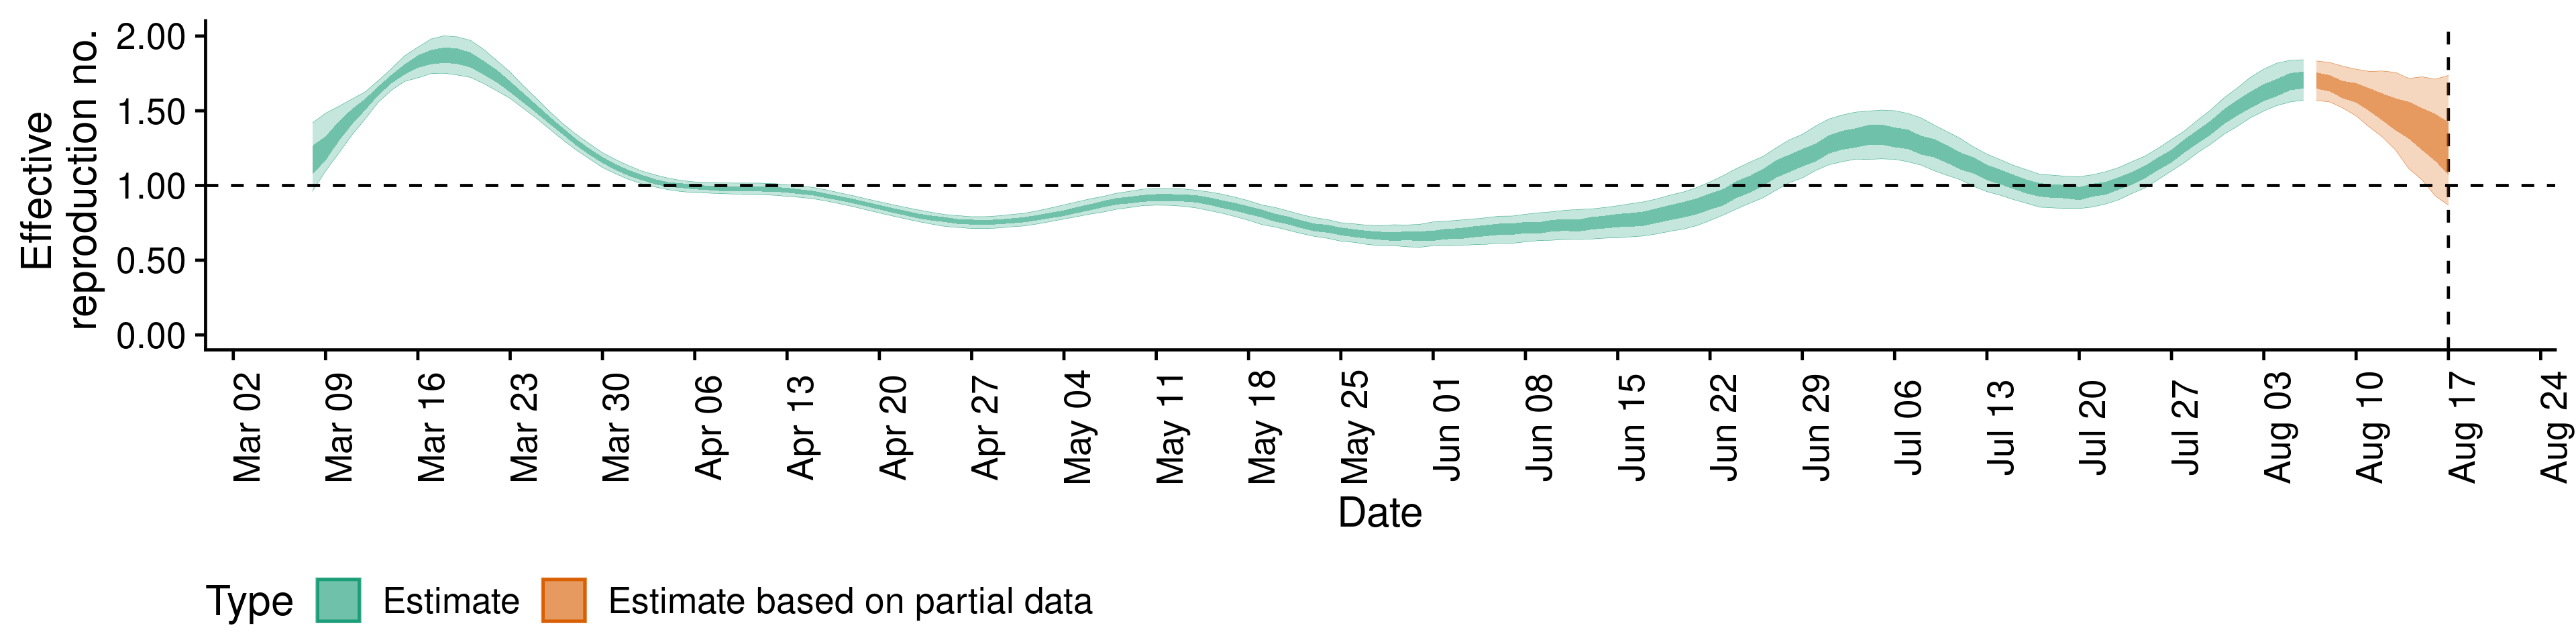 Effective
reproduction no.
2.00
1.50
1.00
0.50
0.00
Mar 02
Mar 09
Mar 16
Mar 23
Mar 30
Apr 06
Apr 13
Apr 20
Apr 27
May 04
May 11
May 18
May 25
Jun 01
Jun 08
Jun 15
Jun 22
Jun 29
Jul 06
Jul 13
Jul 20
Jul 27
Aug 03
Aug 10
Aug 17
Aug 24
Date
Type Estimate Estimate based on partial data